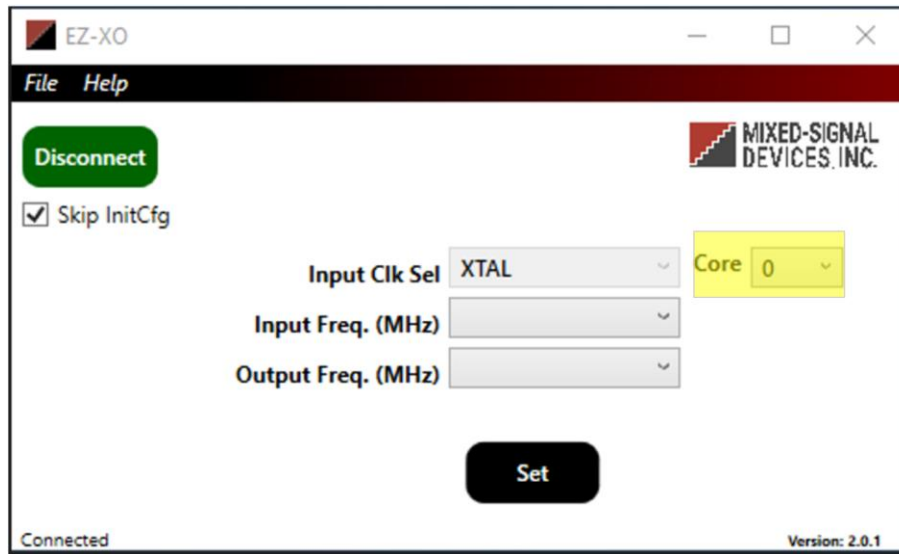 EZ-XO
File Help
Disconnect
MIXED-SIGNAL
DEVICES, INC.
Skip InitCfg
Input Clk Sel XTAL Core 0
Input Freq. (MHz)
Output Freq. (MHz)
Set
Connected Version: 2.0.1